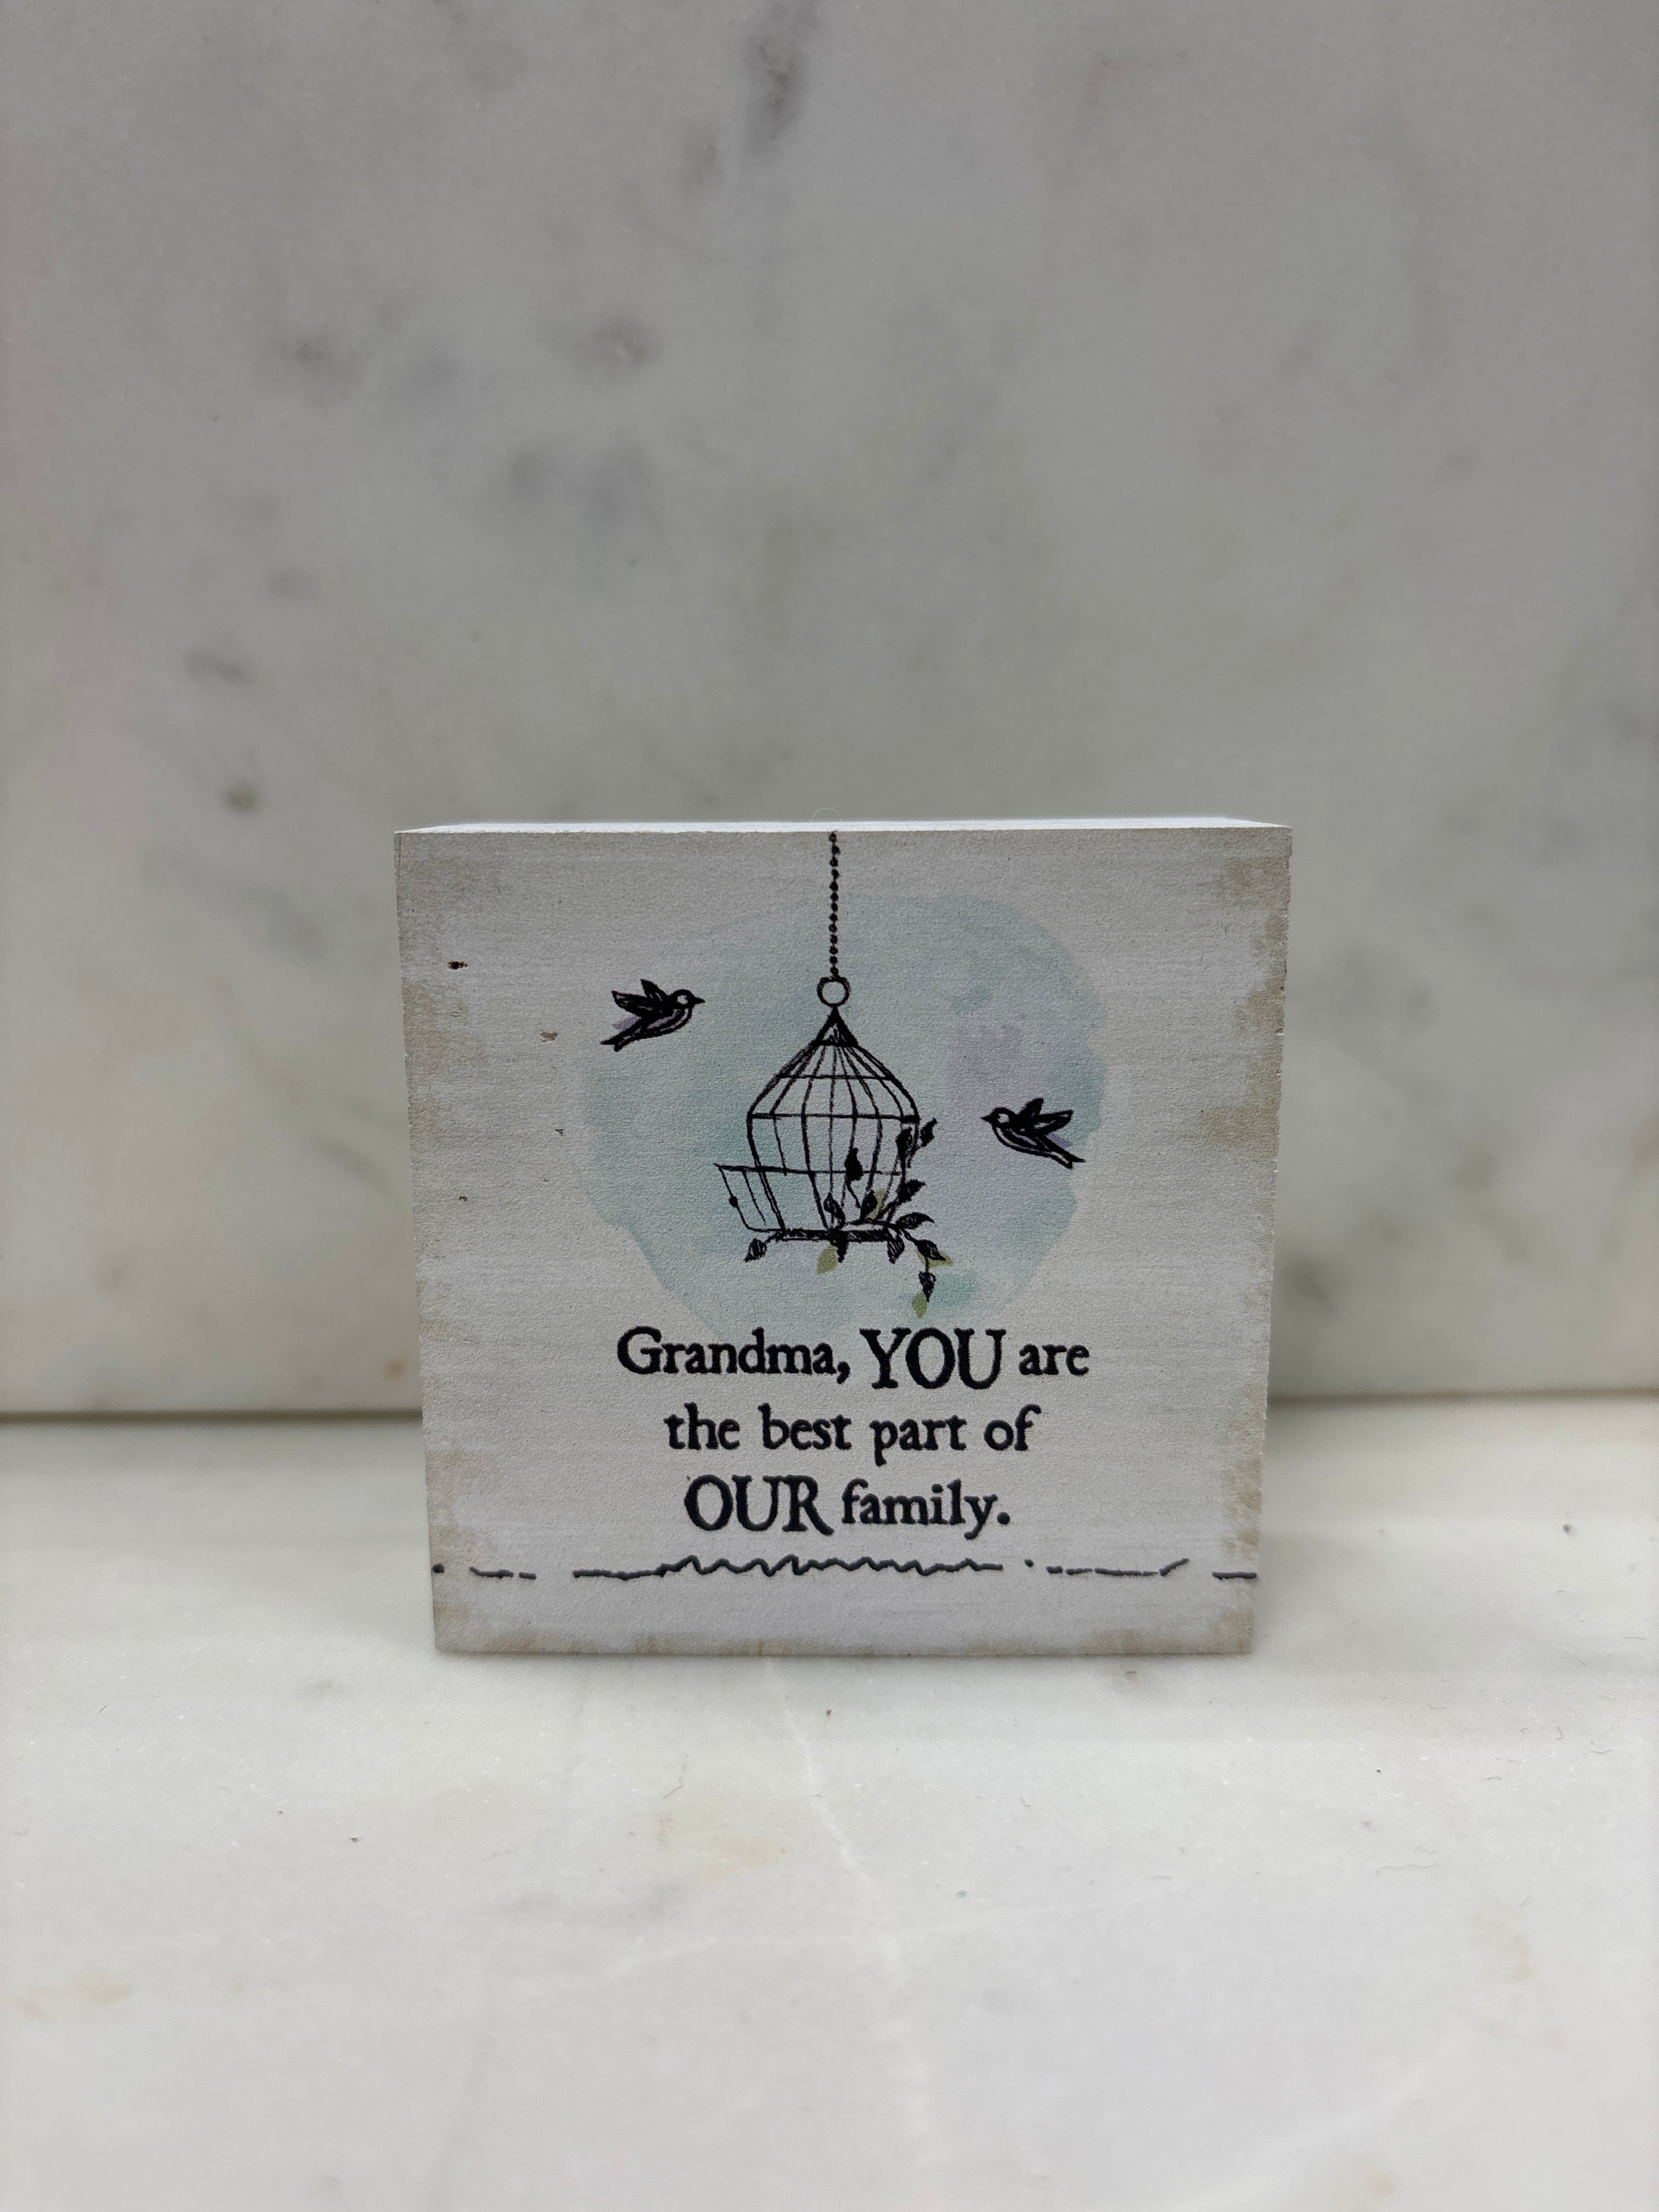 Grandma, YOU are
the best part of
OUR family.